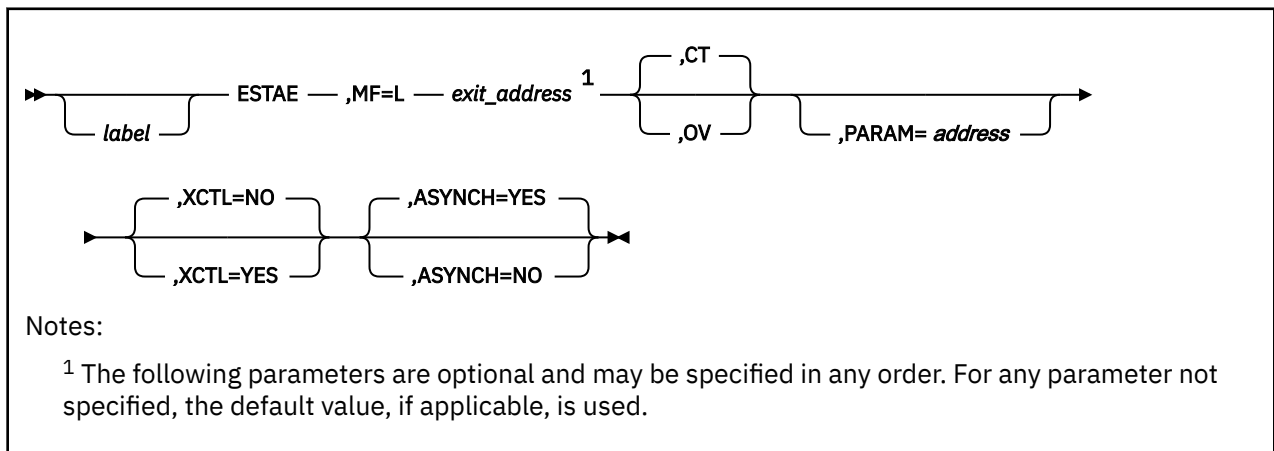 ,CT
label ESTAE ,MF=L exit_address 1
,OV ,PARAM= address
,XCTL=NO ,ASYNCH=YES
,XCTL=YES ,ASYNCH=NO
Notes:
1 The following parameters are optional and may be specified in any order. For any parameter not
specified, the default value, if applicable, is used.